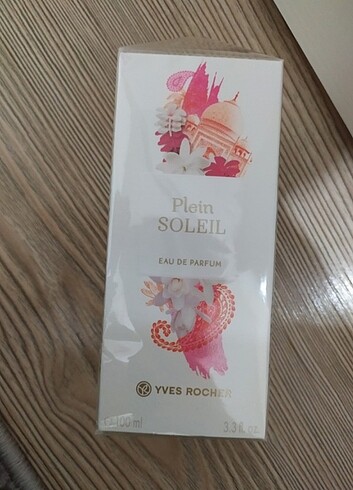 Plein
SOLEIL
EAU DE PARFUM
YVES ROCHER
100 ml 3.3 fl. oz.